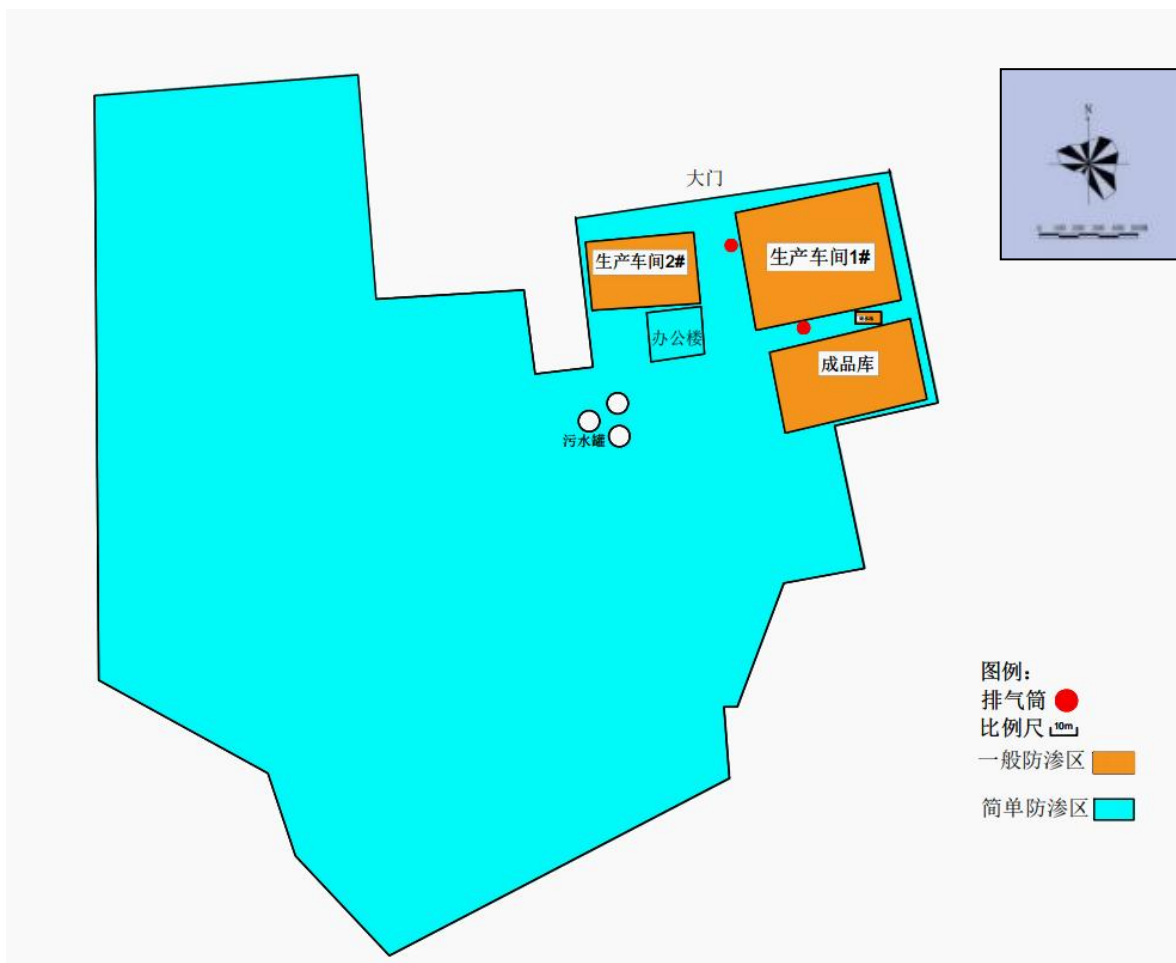 N
大门
生产车间2#
生产车间1#
办公楼
成品库
污水罐
图例：
排气筒
比例尺 10m
一般防渗区
简单防渗区